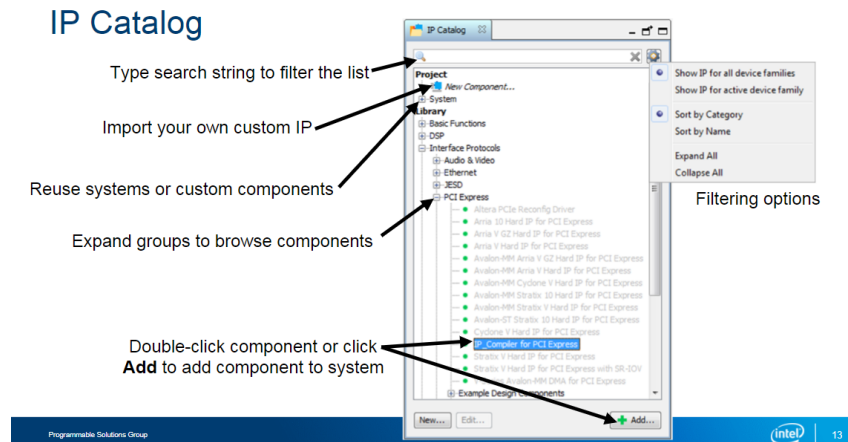 IP Catalog
Type search string to filter the list
Import your own custom IP
Reuse systems or custom components
Expand groups to browse components
Double-click component or click
Add to add component to system
IP Catalog
Project
New Component...
System
Library
Basic Functions
DSP
Interface Protocols
Audio & Video
Ethernet
JESD
PCI Express
Altera PCIe Reconfig Driver
Arria 10 Hard IP for PCI Express
Arria V GZ Hard IP for PCI Express
Arria V Hard IP for PCI Express
Avalon-MM Arria V GZ Hard IP for PCI Express
Avalon-MM Arria V Hard IP for PCI Express
Avalon-MM Cyclone V Hard IP for PCI Express
Avalon-MM Stratix 10 Hard IP for PCI Express
Avalon-MM Stratix V Hard IP for PCI Express
Avalon-ST Stratix 10 Hard IP for PCI Express
Cyclone V Hard IP for PCI Express
IP_Compiler for PCI Express
Stratix V Hard IP for PCI Express
Stratix V Hard IP for PCI Express with SR-IOV
Avalon-MM DMA for PCI Express
Example Design Components
New...
Edit...
Add...
Show IP for all device families
Show IP for active device family
Sort by Category
Sort by Name
Expand All
Collapse All
Filtering options
Programmable Solutions Group
intel
13